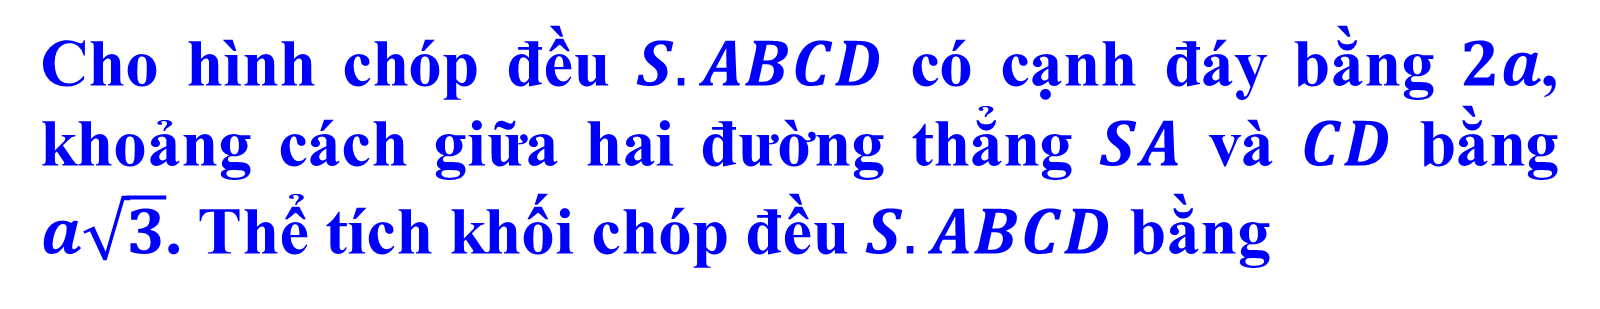 Cho hình chóp đều S. ABCD có cạnh đáy bằng 2a,
khoảng cách giữa hai đường thẳng SA và CD bằng
a√3. Thể tích khối chóp đều S. ABCD bằng